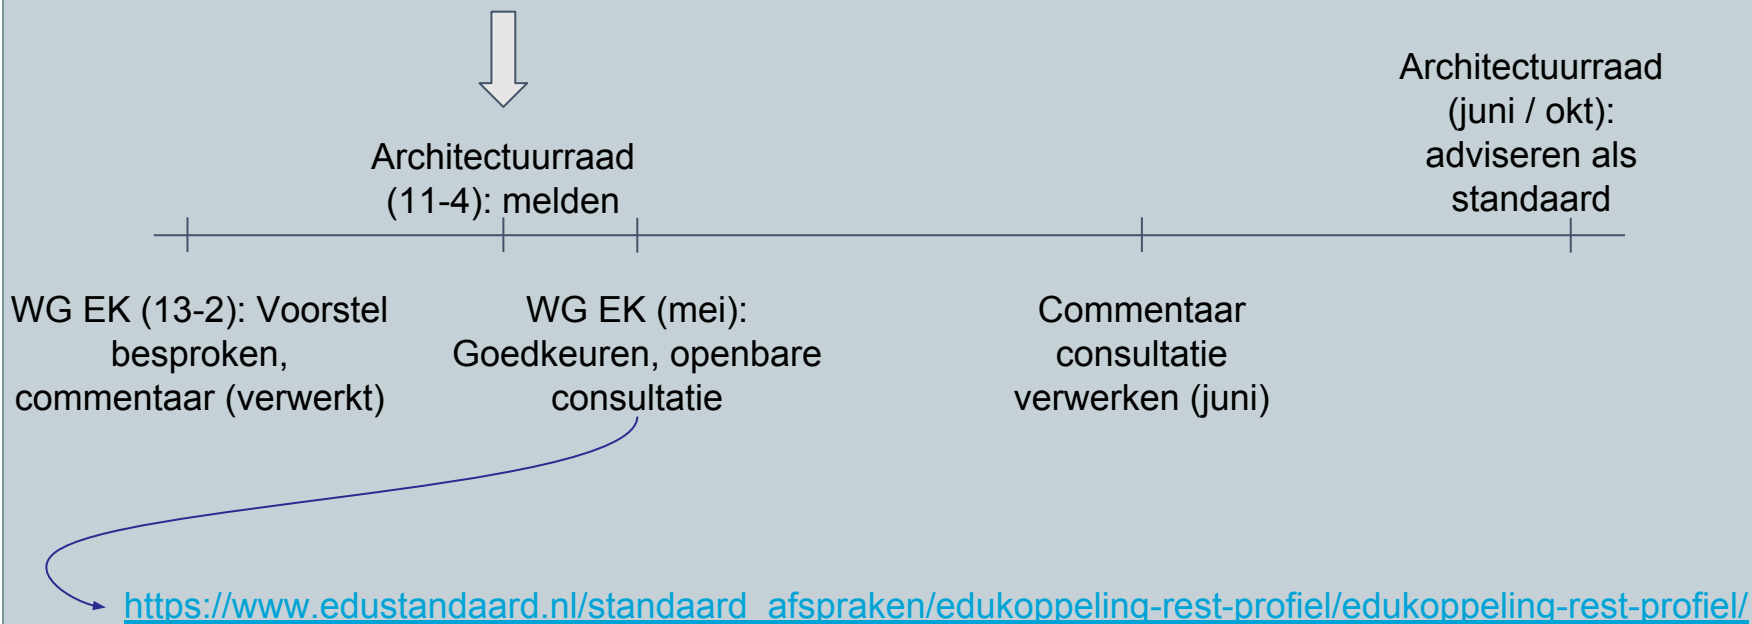 Architectuurraad
(11-4): melden
Architectuurraad
(juni / okt):
adviseren als
standaard
WG EK (13-2): Voorstel
besproken,
commentaar (verwerkt)
WG EK (mei):
Goedkeuren, openbare
consultatie
Commentaar
consultatie
verwerken (juni)
https://www.edustandaard.nl/standaard_afspraken/edukoppeling-rest-profiel/edukoppeling-rest-profiel/